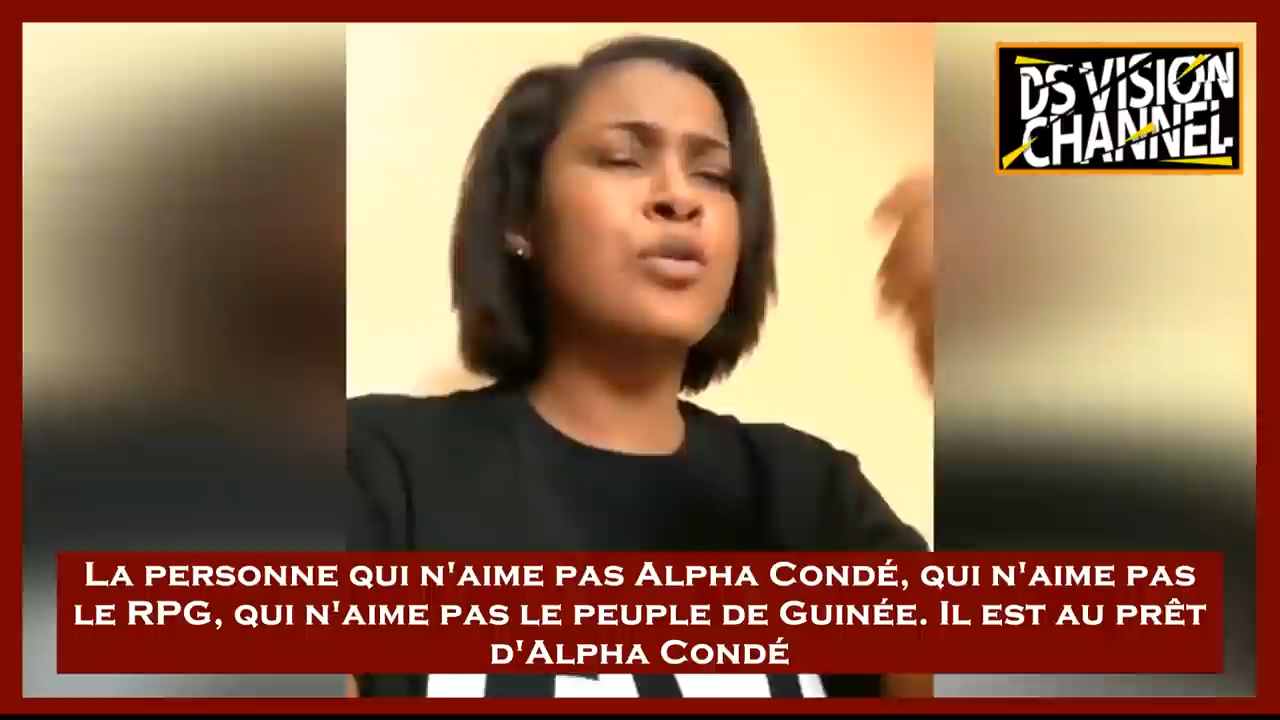 DS VISION
CHANNEL
La personne qui n'aime pas Alpha Condé, qui n'aime pas
le RPG, qui n'aime pas le peuple de Guinée. Il est au prêt
d'Alpha Condé